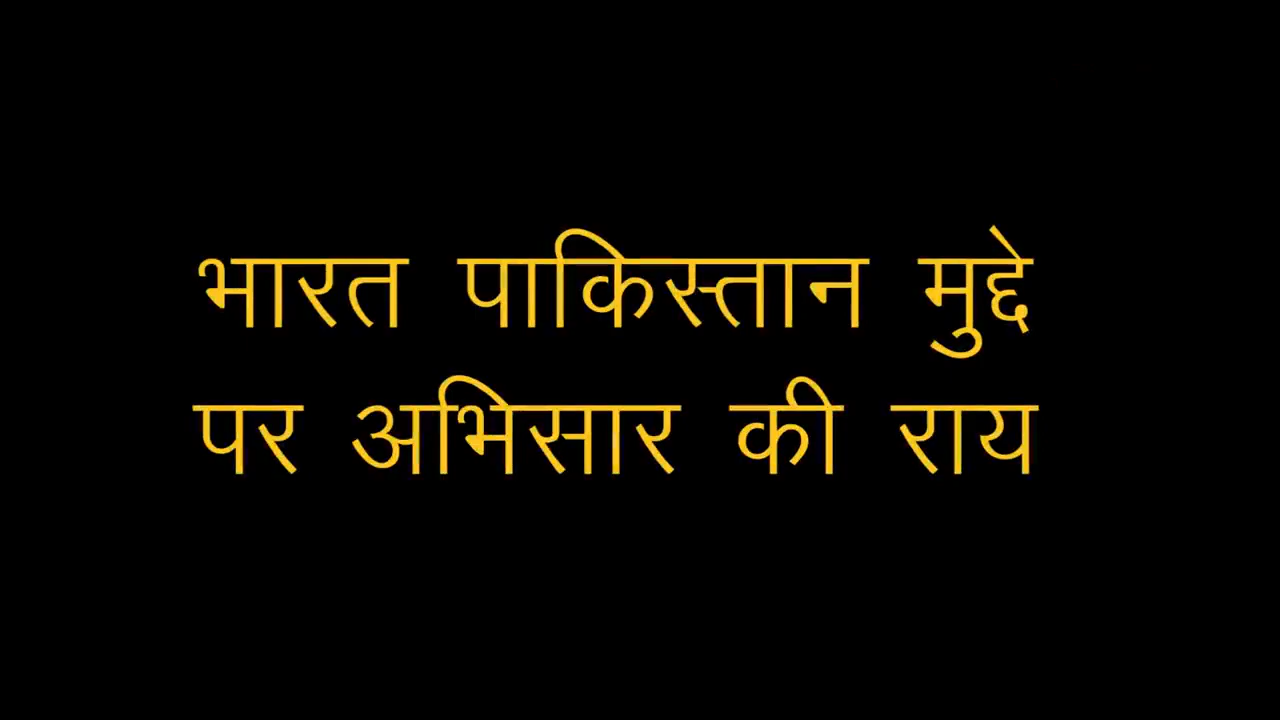 भारत पाकिस्तान मुद्दे
पर अभिसार की राय